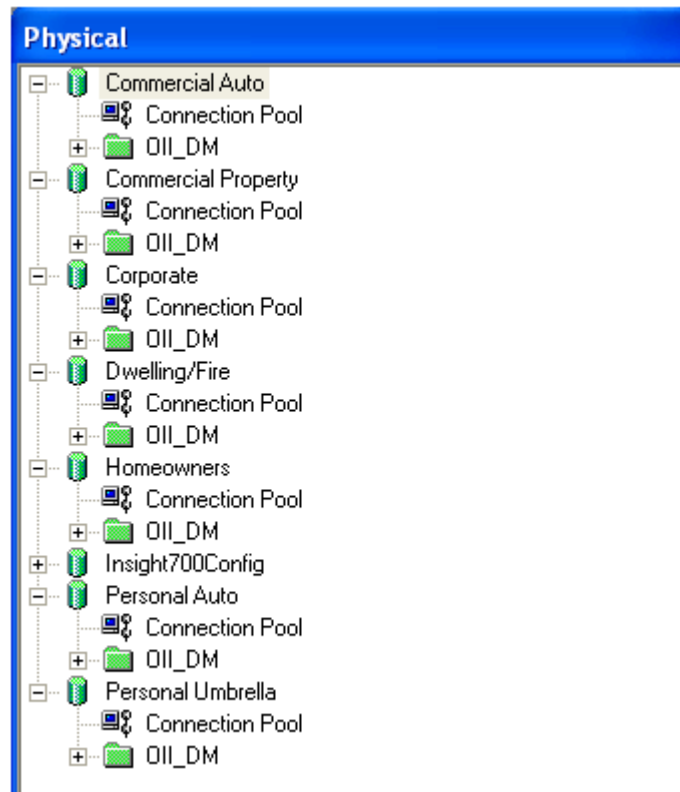 Physical
Commercial Auto
Connection Pool
OII_DM
Commercial Property
Connection Pool
OII_DM
Corporate
Connection Pool
OII_DM
Dwelling/Fire
Connection Pool
OII_DM
Homeowners
Connection Pool
OII_DM
Insight700Config
Personal Auto
Connection Pool
OII_DM
Personal Umbrella
Connection Pool
OII_DM